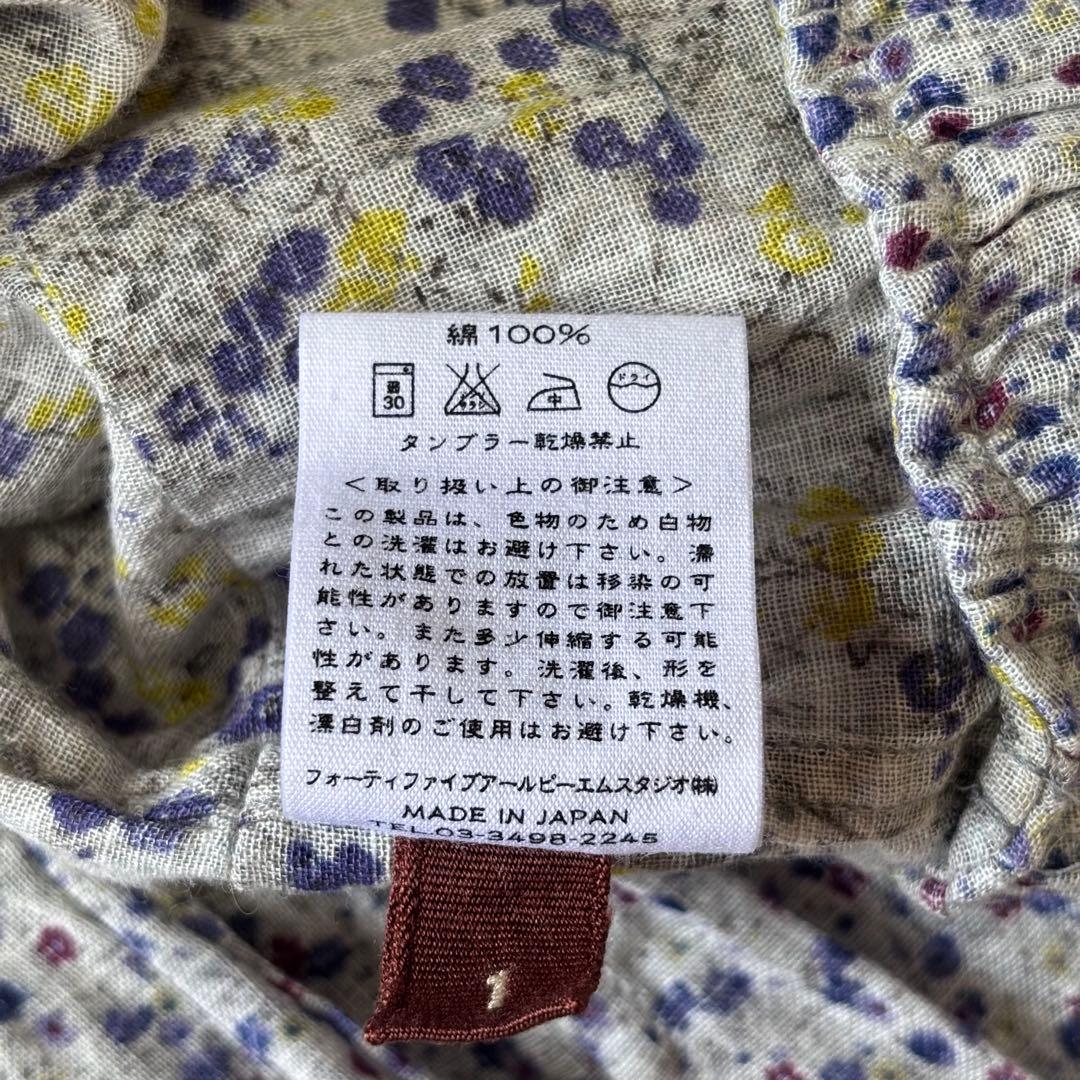 綿100%
弱
30
エンソ サラシ
中
ドライ
タンブラー乾燥禁止
<取り扱い上の御注意>
この製品は、色物のため白物
との洗濯はお避け下さい。濡
れた状態での放置は移染の可
能性がありますので御注意下
さい。また多少伸縮する可能
性があります。洗濯後、形を
整えて干して下さい。乾燥機、
漂白剤のご使用はお避け下さい。
フォーティファイブアールピーエムスタジオ(株)
MADE IN JAPAN
TEL 03-3498-2245
1